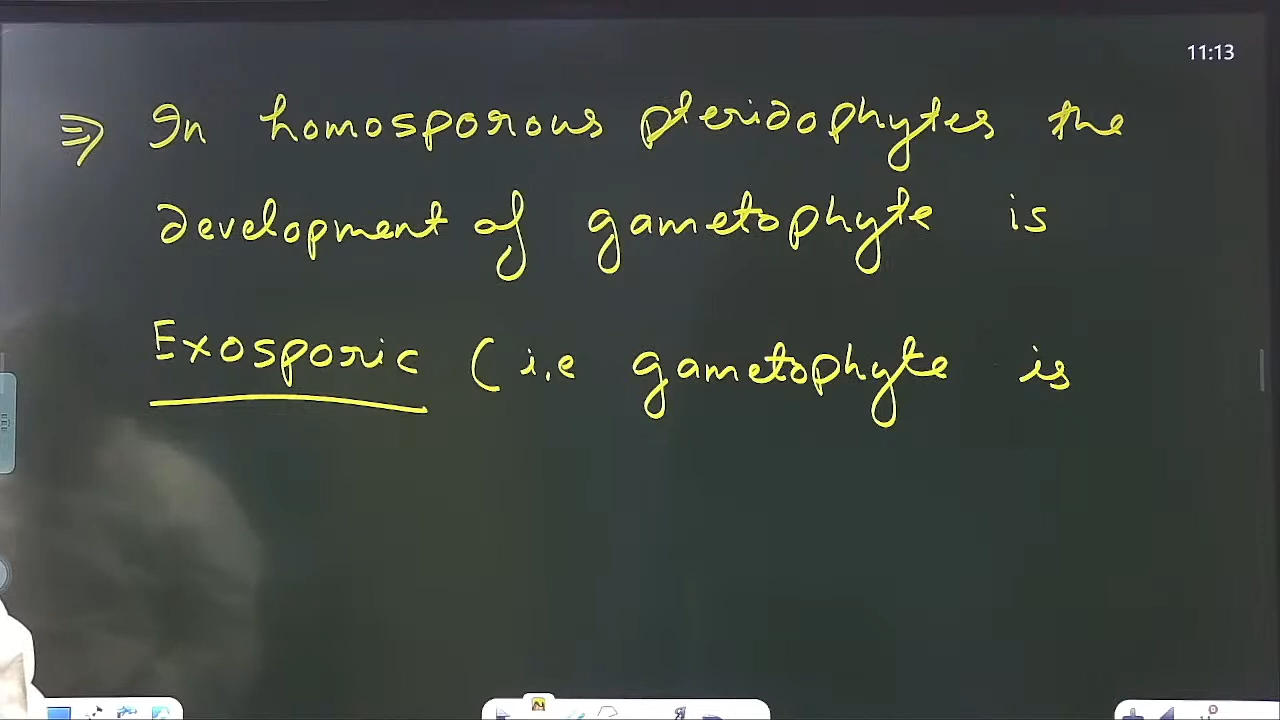 11:13
⇒ In homosporous pteridophytes the
development of gametophyte is
Exosporic (i.e gametophyte is